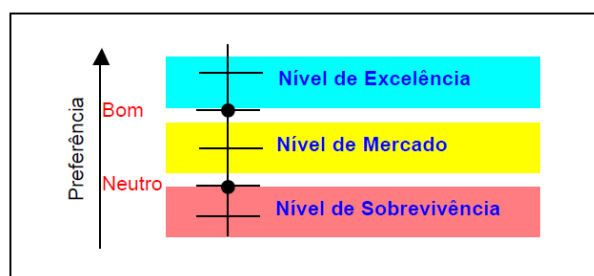 Preferência
Nível de Excelência
Bom
Nível de Mercado
Neutro
Nível de Sobrevivência